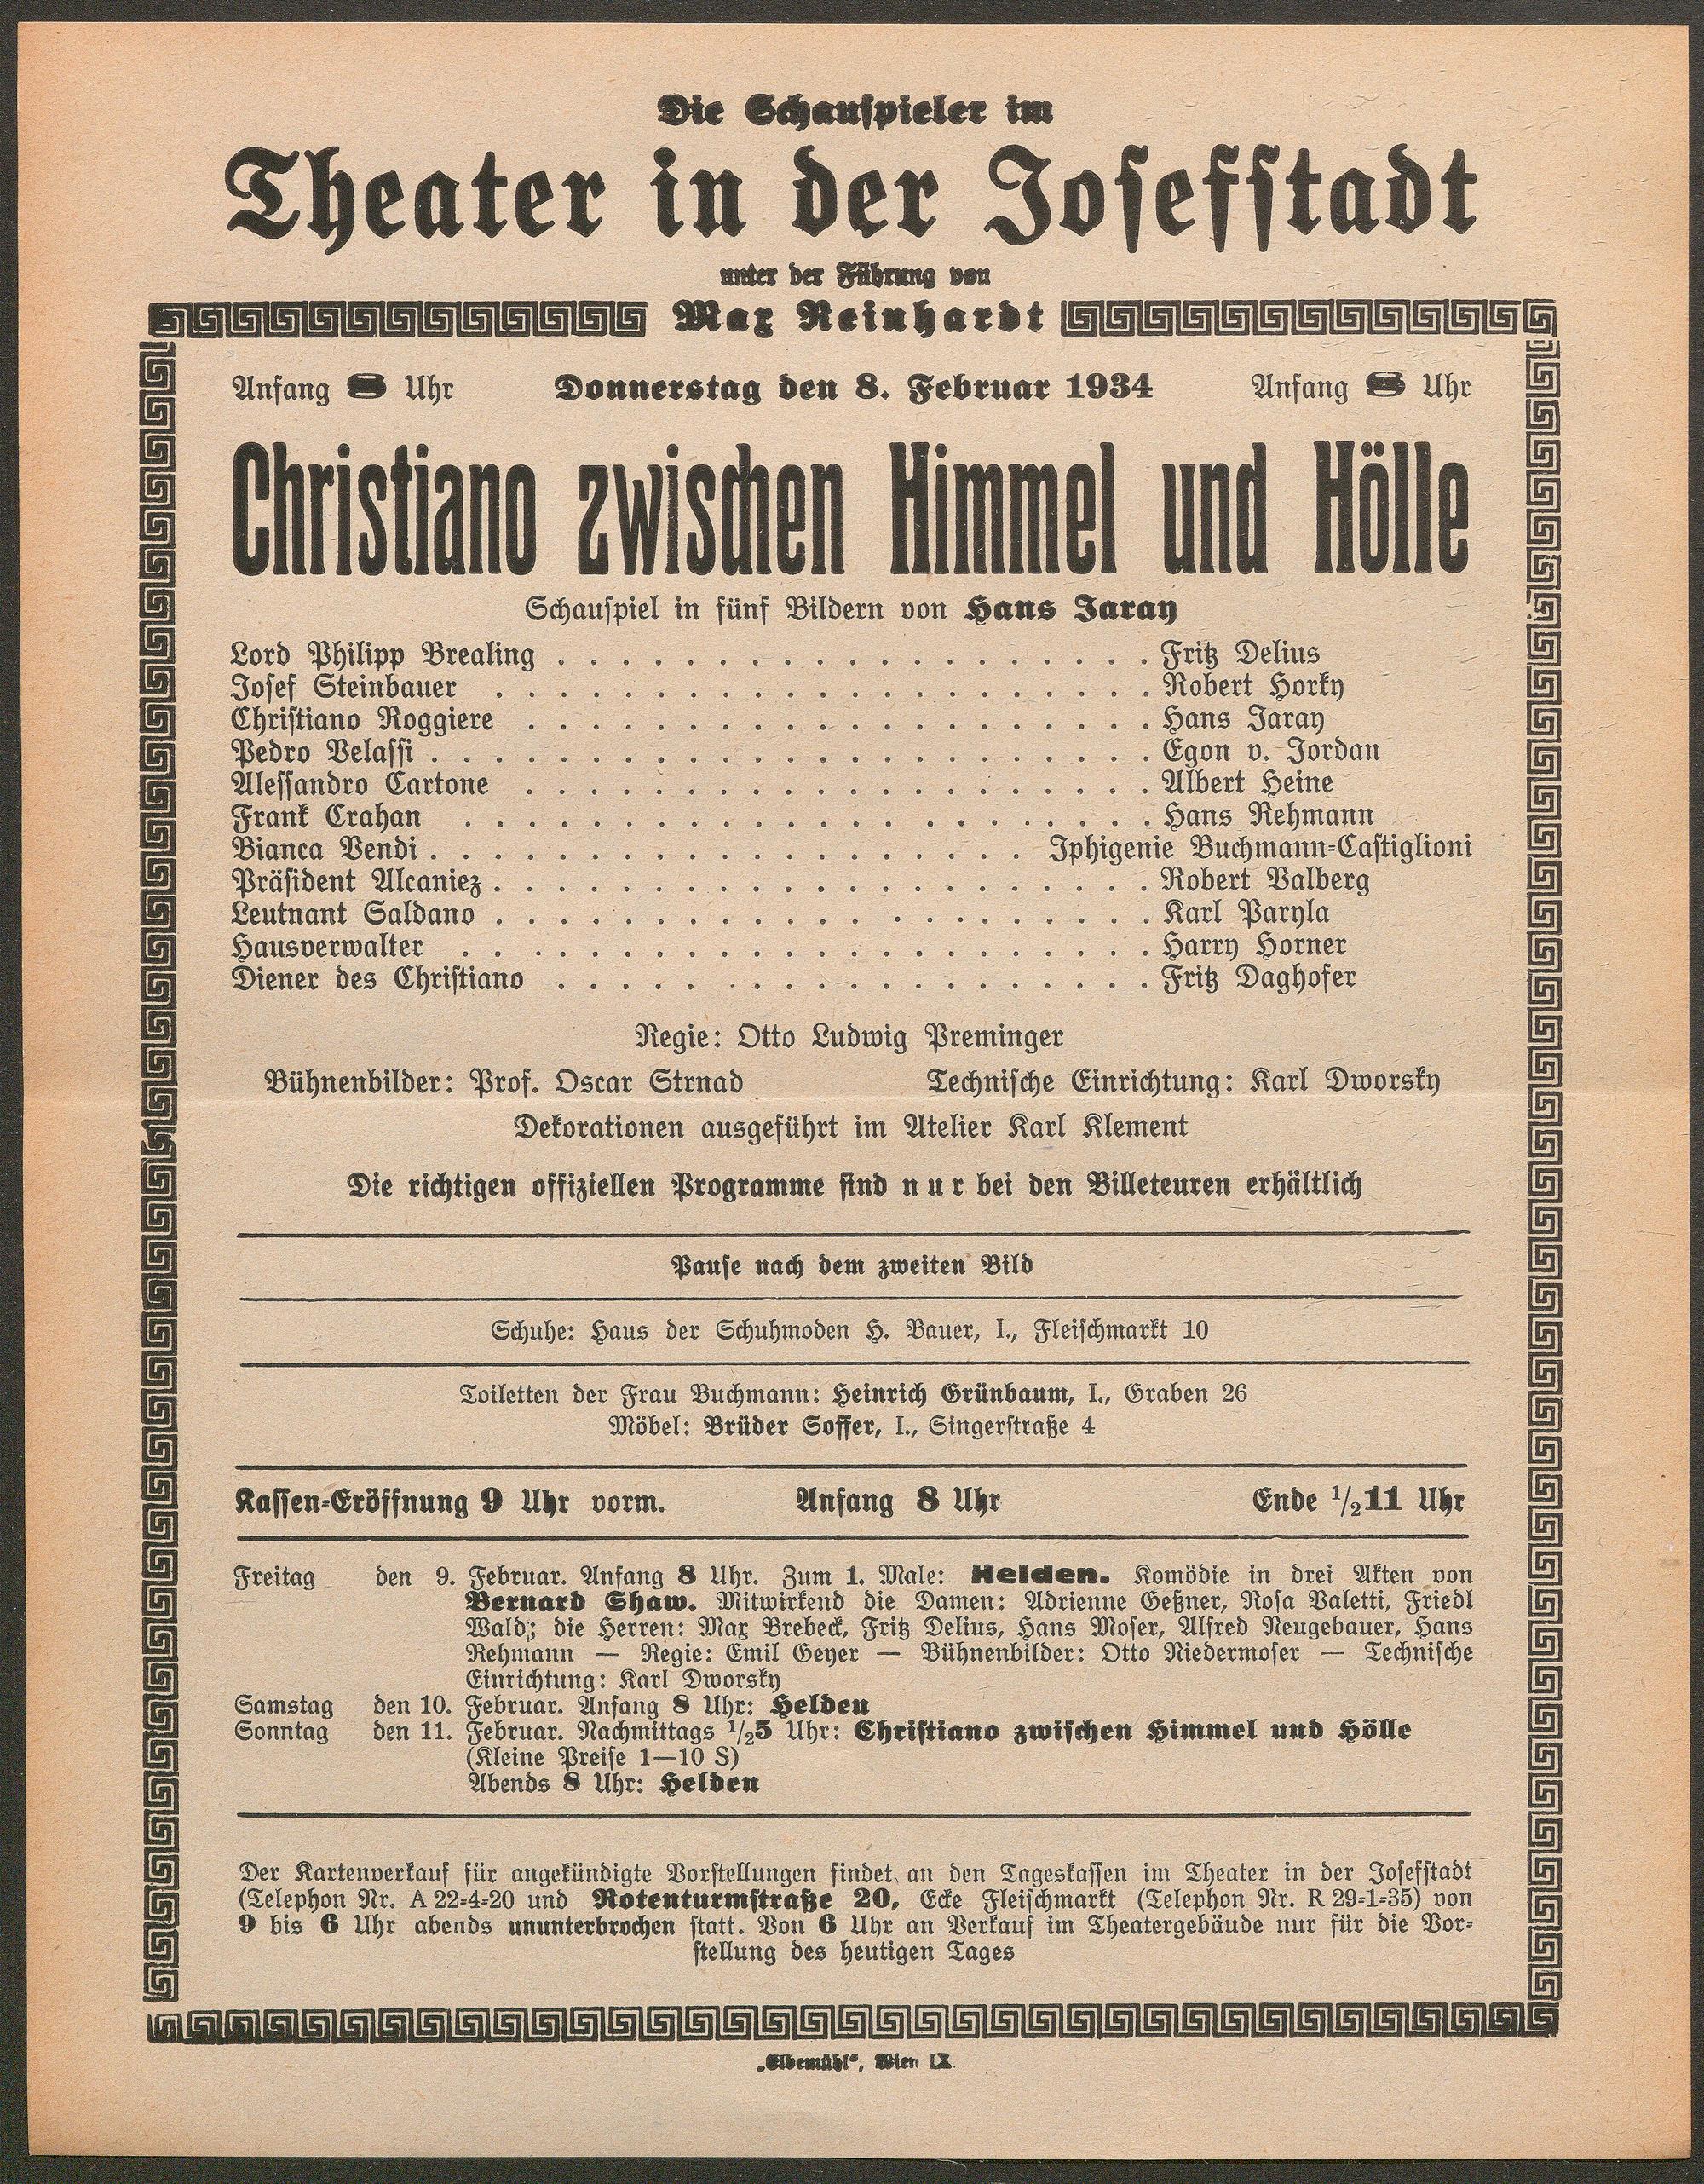 Die Schauspieler im
Theater in der Josefstadt
unter der Führung von
Max Reinhardt
Anfang 8 Uhr Donnerstag den 8. Februar 1934 Anfang 8 Uhr
Christiano zwischen Himmel und Hölle
Schauspiel in fünf Bildern von Hans Jaray
Lord Philipp Brealing . . . . . . . . . . . . . . . . . . . Fritz Delius
Josef Steinbauer . . . . . . . . . . . . . . . . . . . . . Robert Horky
Christiano Roggiere . . . . . . . . . . . . . . . . . . . . Hans Jaray
Pedro Velassi . . . . . . . . . . . . . . . . . . . . . . . Egon v. Jordan
Alessandro Cartone . . . . . . . . . . . . . . . . . . . . Albert Heine
Frank Crahan . . . . . . . . . . . . . . . . . . . . . . Hans Rehmann
Bianca Vendi . . . . . . . . . . . . . . . . . . . Iphigenie Buchmann-Castiglioni
Präsident Alcaniez . . . . . . . . . . . . . . . . . . . . . Robert Valberg
Leutnant Saldano . . . . . . . . . . . . . . . . . . . . . Karl Paryla
Hausverwalter . . . . . . . . . . . . . . . . . . . . . . Harry Horner
Diener des Christiano . . . . . . . . . . . . . . . . . . . Fritz Daghofer
Regie: Otto Ludwig Preminger
Bühnenbilder: Prof. Oscar Strnad Technische Einrichtung: Karl Dworsky
Dekorationen ausgeführt im Atelier Karl Klement
Die richtigen offiziellen Programme sind nur bei den Billeteuren erhältlich
Pause nach dem zweiten Bild
Schuhe: Haus der Schuhmoden H. Bauer, I., Fleischmarkt 10
Toiletten der Frau Buchmann: Heinrich Grünbaum, I., Graben 26
Möbel: Brüder Soffer, I., Singerstraße 4
Kassen-Eröffnung 9 Uhr vorm. Anfang 8 Uhr Ende 1/2 11 Uhr
Freitag den 9. Februar. Anfang 8 Uhr. Zum 1. Male: Helden. Komödie in drei Akten von
Bernard Shaw. Mitwirkend die Damen: Adrienne Geßner, Rosa Valetti, Friedl
Wald; die Herren: Max Brebeck, Fritz Delius, Hans Moser, Alfred Neugebauer, Hans
Rehmann — Regie: Emil Geyer — Bühnenbilder: Otto Niedermoser — Technische
Einrichtung: Karl Dworsky
Samstag den 10. Februar. Anfang 8 Uhr: Helden
Sonntag den 11. Februar. Nachmittags 1/2 5 Uhr: Christiano zwischen Himmel und Hölle
(Kleine Preise 1—10 S)
Abends 8 Uhr: Helden
Der Kartenverkauf für angekündigte Vorstellungen findet an den Tageskassen im Theater in der Josefstadt
(Telephon Nr. A 22-4-20 und Rotenturmstraße 20, Ecke Fleischmarkt (Telephon Nr. R 29-1-35) von
9 bis 6 Uhr abends ununterbrochen statt. Von 6 Uhr an Verkauf im Theatergebäude nur für die Vor-
stellung des heutigen Tages
„Elbemühl“, Wien IX.